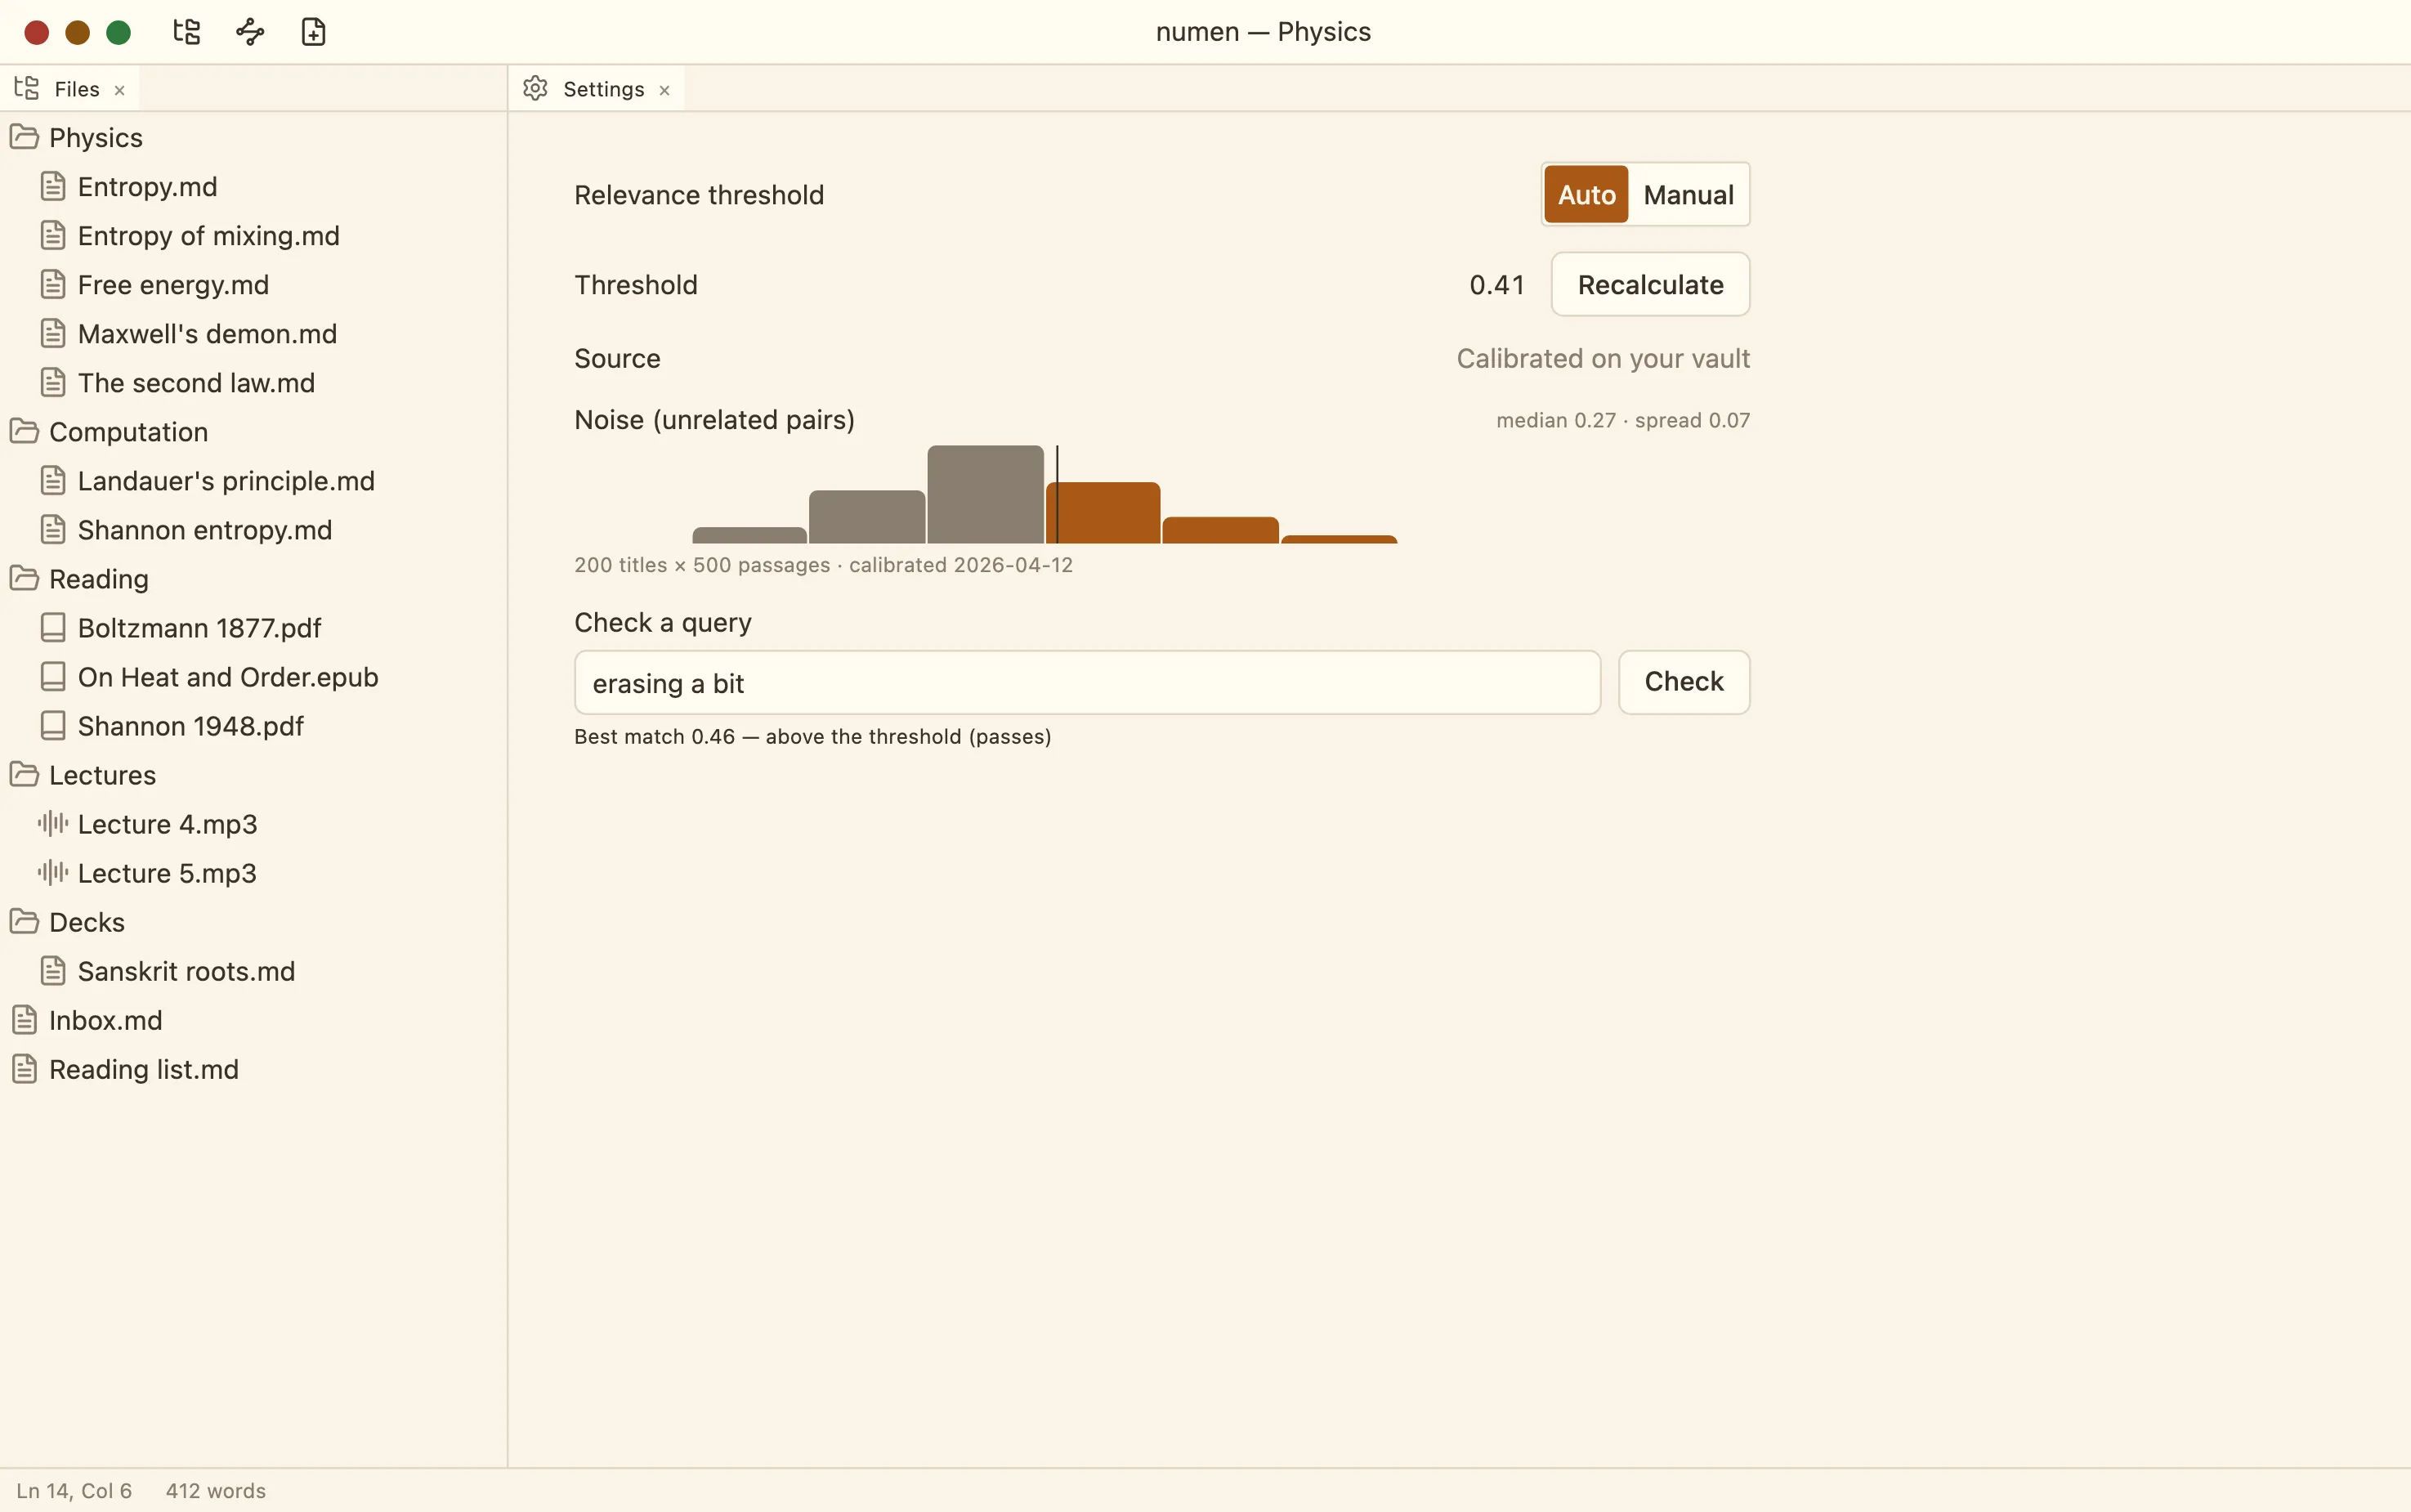 numen — Physics
Files ×
Settings ×
Physics
Entropy.md
Entropy of mixing.md
Free energy.md
Maxwell's demon.md
The second law.md
Computation
Landauer's principle.md
Shannon entropy.md
Reading
Boltzmann 1877.pdf
On Heat and Order.epub
Shannon 1948.pdf
Lectures
Lecture 4.mp3
Lecture 5.mp3
Decks
Sanskrit roots.md
Inbox.md
Reading list.md
Relevance threshold
Auto Manual
Threshold
0.41 Recalculate
Source
Calibrated on your vault
Noise (unrelated pairs)
median 0.27 · spread 0.07
200 titles × 500 passages · calibrated 2026-04-12
Check a query
erasing a bit
Check
Best match 0.46 — above the threshold (passes)
Ln 14, Col 6 412 words